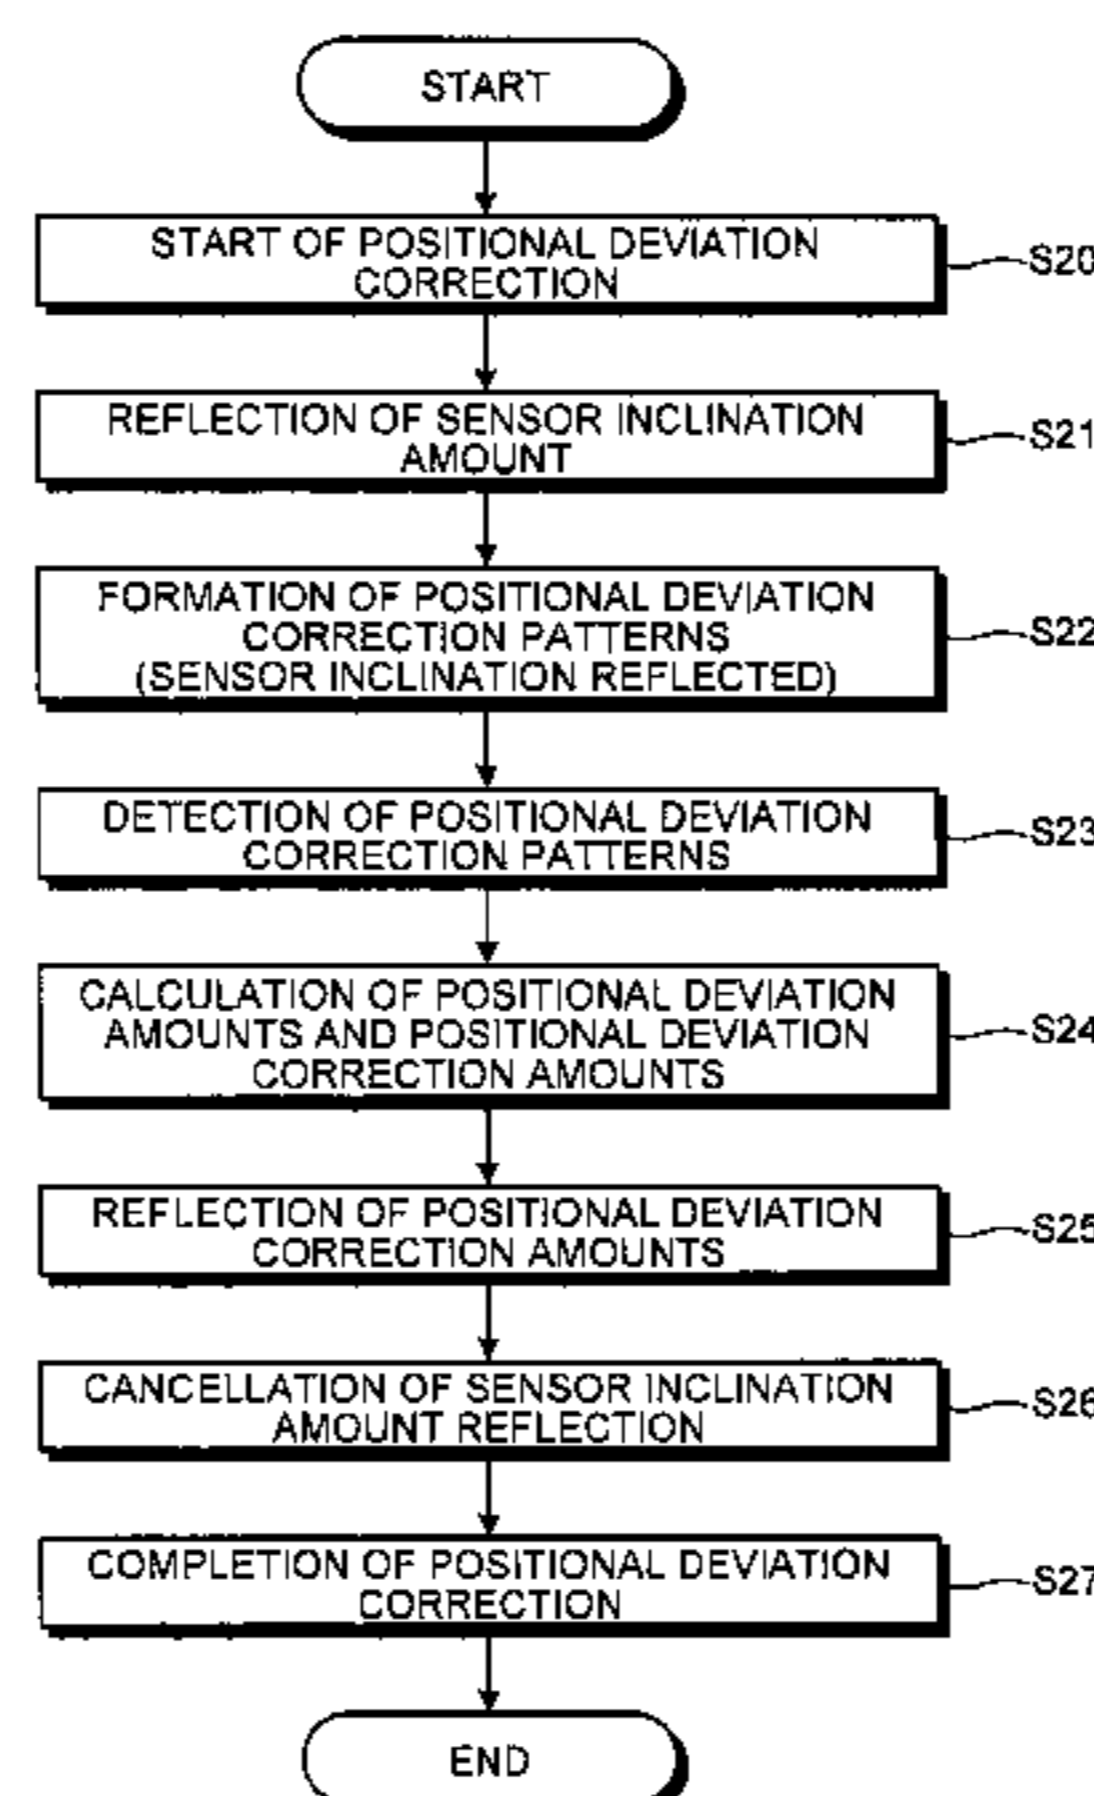 START
START OF POSITIONAL DEVIATION
CORRECTION
S20
REFLECTION OF SENSOR INCLINATION
AMOUNT
S21
FORMATION OF POSITIONAL DEVIATION
CORRECTION PATTERNS
(SENSOR INCLINATION REFLECTED)
S22
DETECTION OF POSITIONAL DEVIATION
CORRECTION PATTERNS
S23
CALCULATION OF POSITIONAL DEVIATION
AMOUNTS AND POSITIONAL DEVIATION
CORRECTION AMOUNTS
S24
REFLECTION OF POSITIONAL DEVIATION
CORRECTION AMOUNTS
S25
CANCELLATION OF SENSOR INCLINATION
AMOUNT REFLECTION
S26
COMPLETION OF POSITIONAL DEVIATION
CORRECTION
S27
END